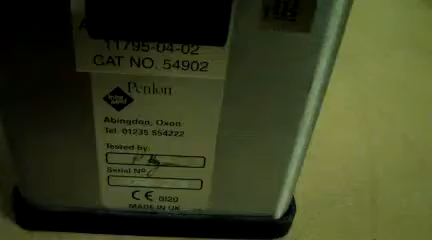 11795-04-02
CAT NO. 54902
Penlon
Abingdon, Oxon
Tel. 01235 554222
Tested by:
Serial Nº
CE 0120
MADE IN UK